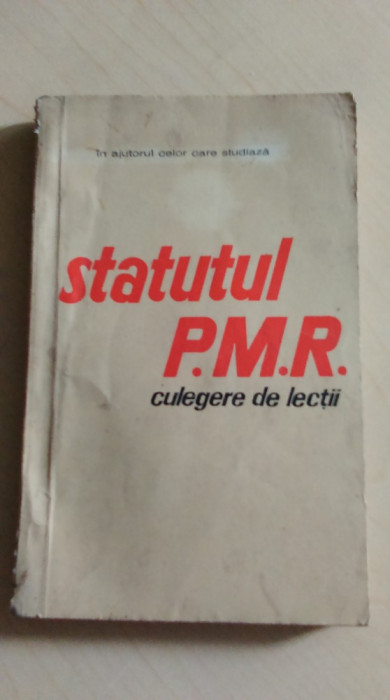 în ajutorul celor care studiază
statutul
P.M.R.
culegere de lecții